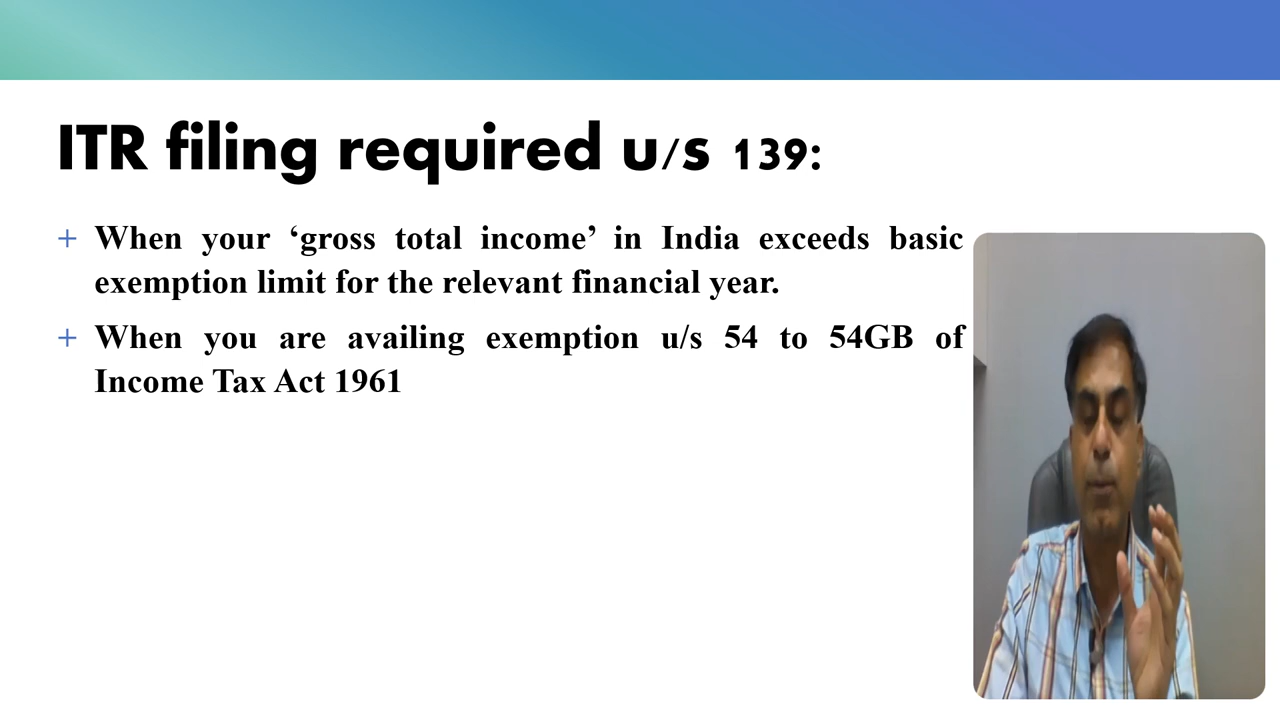 ITR filing required u/s 139:
+ When your ‘gross total income’ in India exceeds basic
exemption limit for the relevant financial year.
+ When you are availing exemption u/s 54 to 54GB of
Income Tax Act 1961